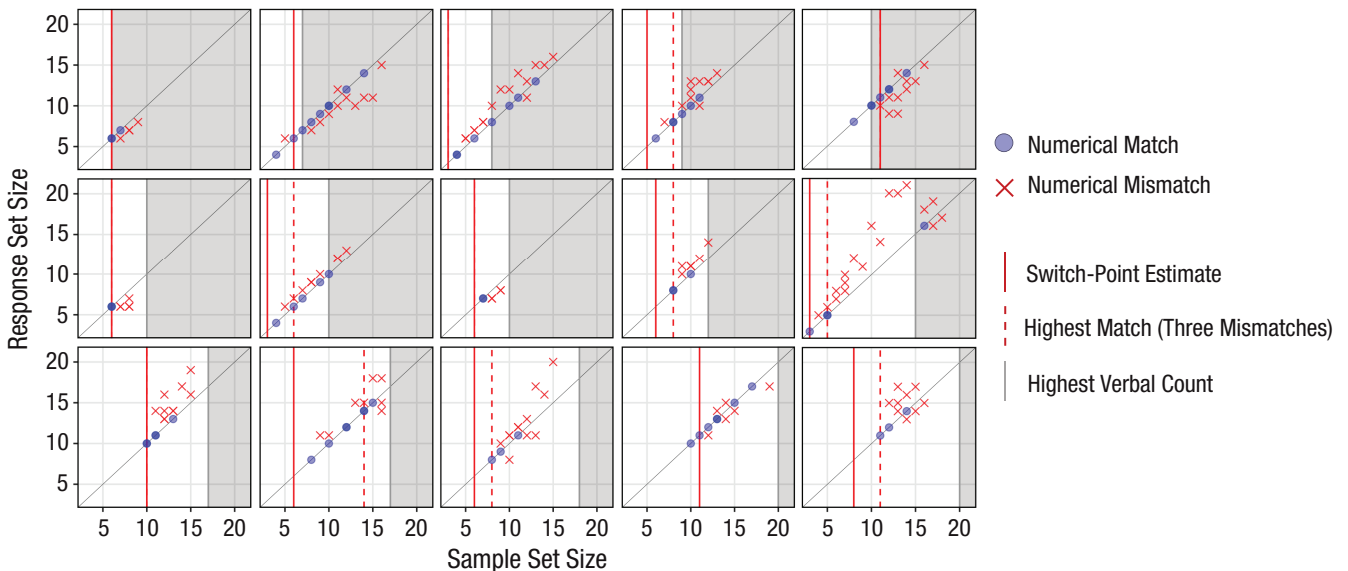 20
15
10
5
20
15
10
5
20
15
10
5
Response Set Size
5 10 15 20 5 10 15 20 5 10 15 20 5 10 15 20 5 10 15 20
Sample Set Size
Numerical Match
Numerical Mismatch
Switch-Point Estimate
Highest Match (Three Mismatches)
Highest Verbal Count